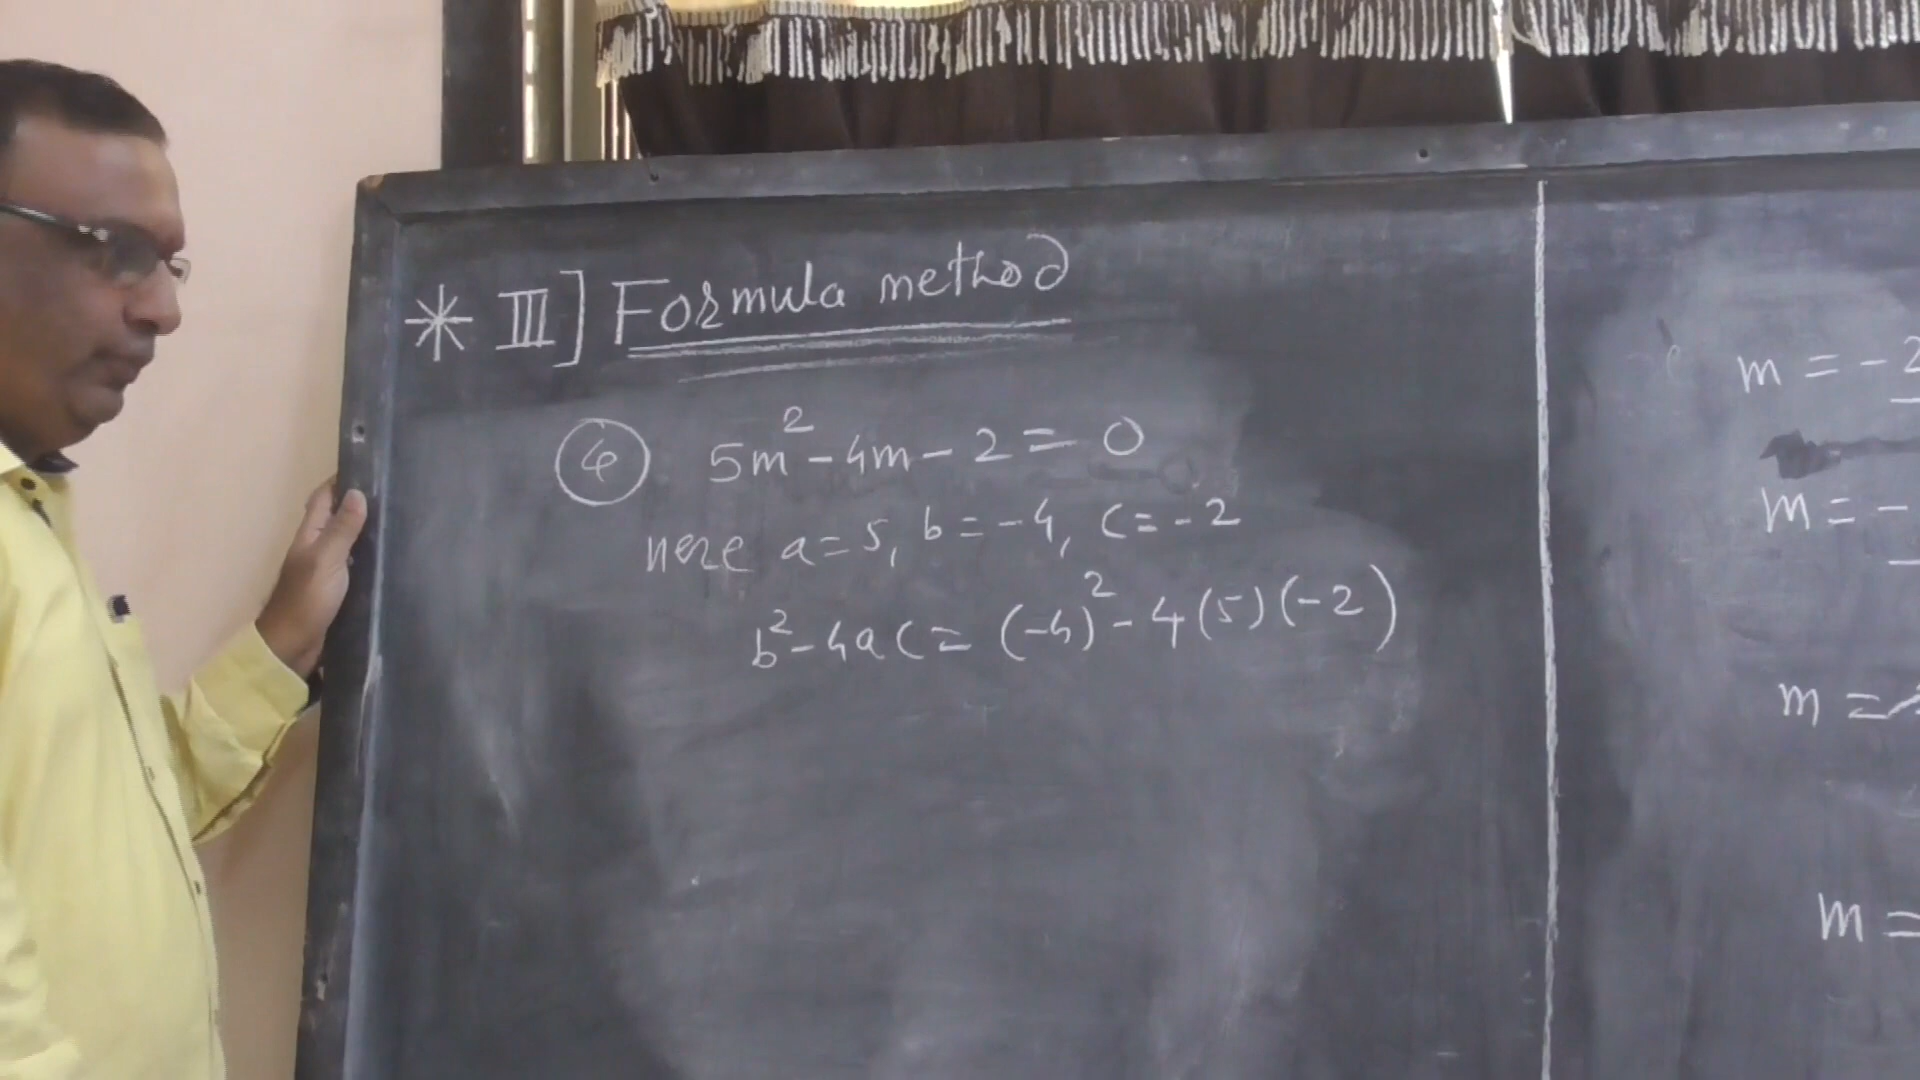 * III] Formula method
4 5m² - 4m - 2 = 0
here a = 5, b = -4, c = -2
b² - 4ac = (-4)² - 4(5)(-2)
m = - 2
m = -
m =
m =